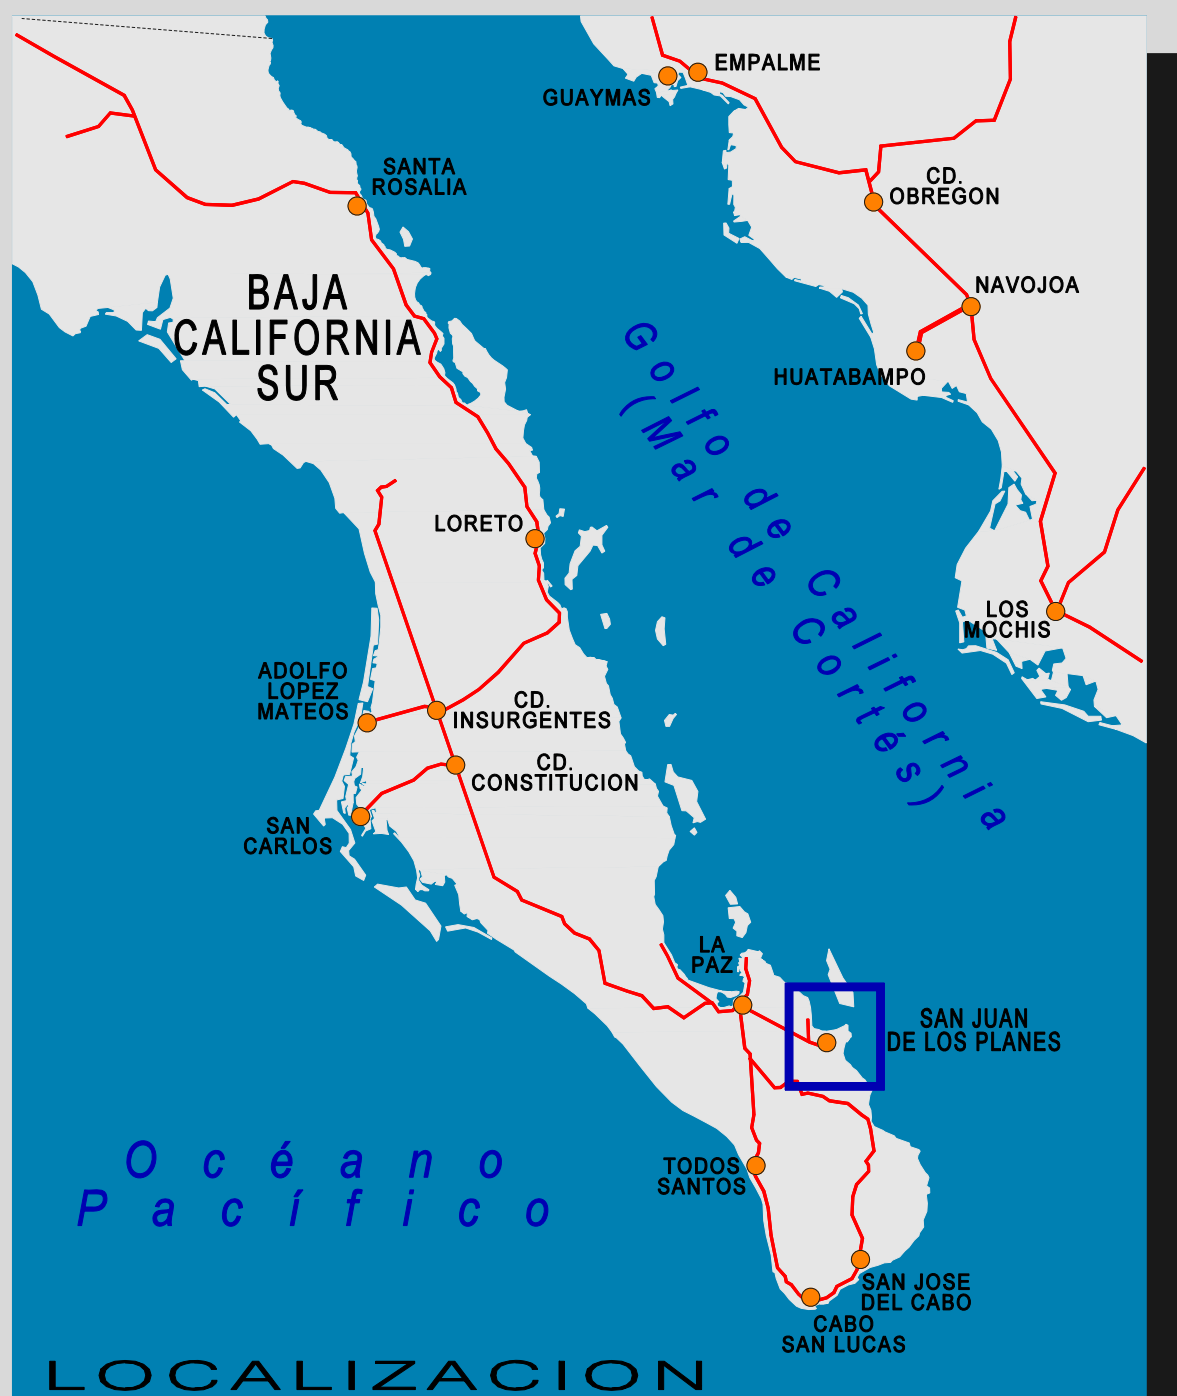 EMPALME
GUAYMAS
SANTA
ROSALIA
CD.
OBREGON
NAVOJOA
BAJA
CALIFORNIA
SUR
HUATABAMPO
Golfo de California
(Mar de Cortés)
LORETO
LOS
MOCHIS
ADOLFO
LOPEZ
MATEOS
CD.
INSURGENTES
CD.
CONSTITUCION
SAN
CARLOS
LA
PAZ
SAN JUAN
DE LOS PLANES
Océano
Pacífico
TODOS
SANTOS
SAN JOSE
DEL CABO
CABO
SAN LUCAS
LOCALIZACION